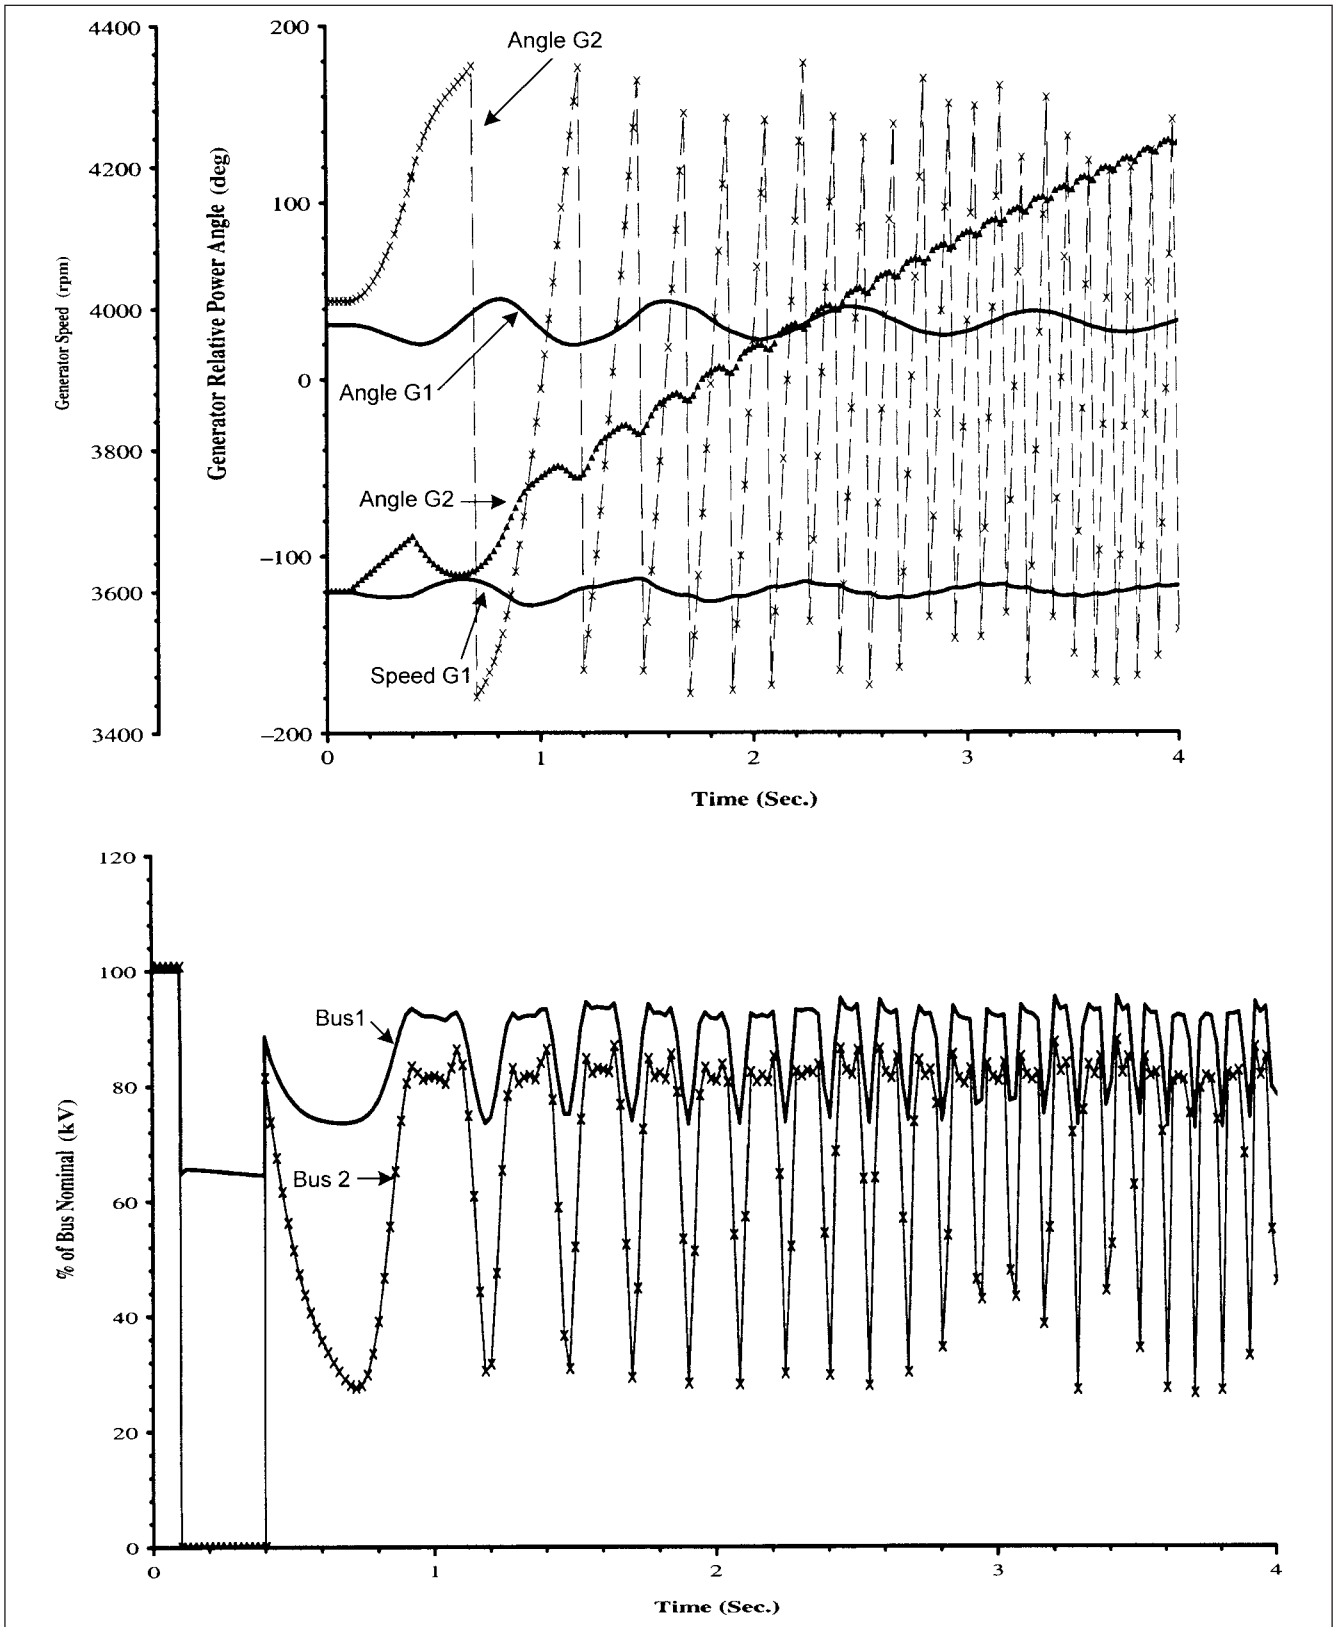 4400
4200
4000
3800
3600
3400
Generator Speed (rpm)
200
100
0
−100
−200
Generator Relative Power Angle (deg)
Angle G2
Angle G1
Angle G2
Speed G1
0 1 2 3 4
Time (Sec.)
120
100
80
60
40
20
0
% of Bus Nominal (kV)
Bus1
Bus 2
0 1 2 3 4
Time (Sec.)